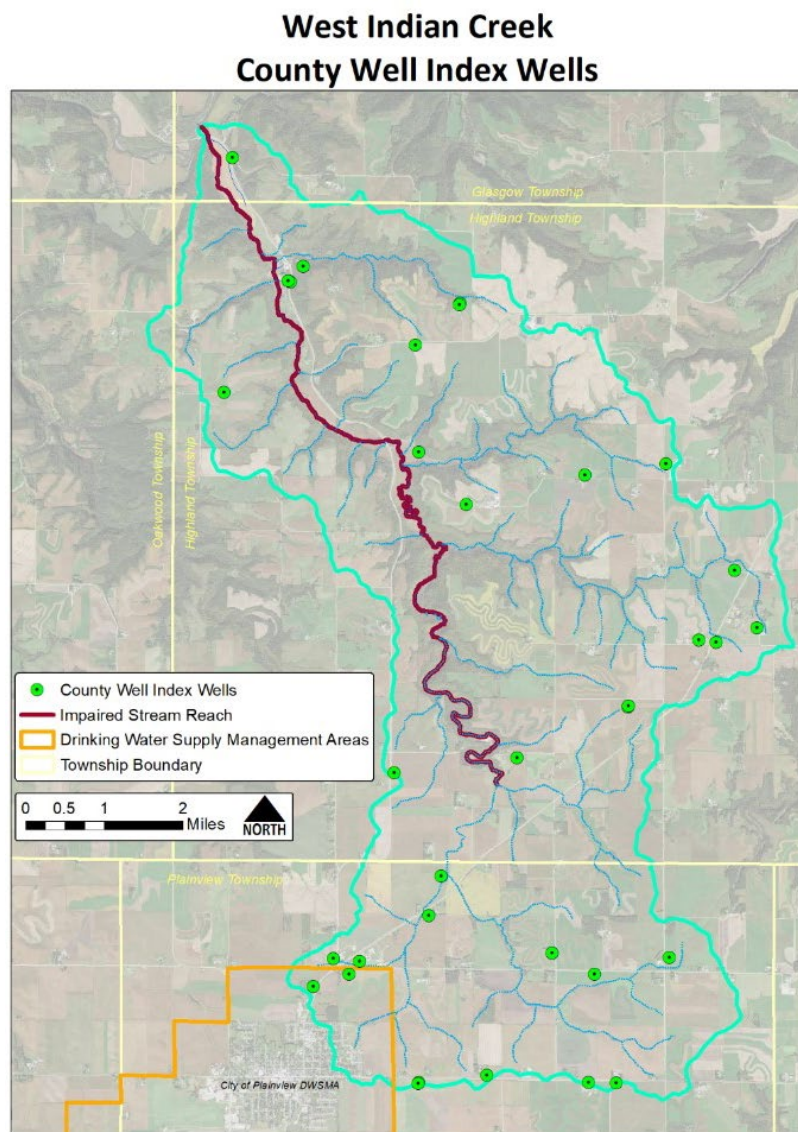 West Indian Creek
County Well Index Wells
Glasgow Township
Highland Township
Oakwood Township
Highland Township
County Well Index Wells
Impaired Stream Reach
Drinking Water Supply Management Areas
Township Boundary
0 0.5 1 2
Miles
NORTH
Plainview Township
City of Plainview DWSMA